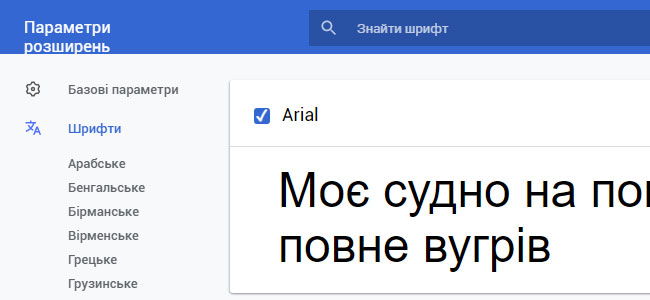 Параметри
розширень
Знайти шрифт
Базові параметри
Шрифти
Арабське
Бенгальське
Бірманське
Вірменське
Грецьке
Грузинське
Arial
Моє судно на
повне вугрів